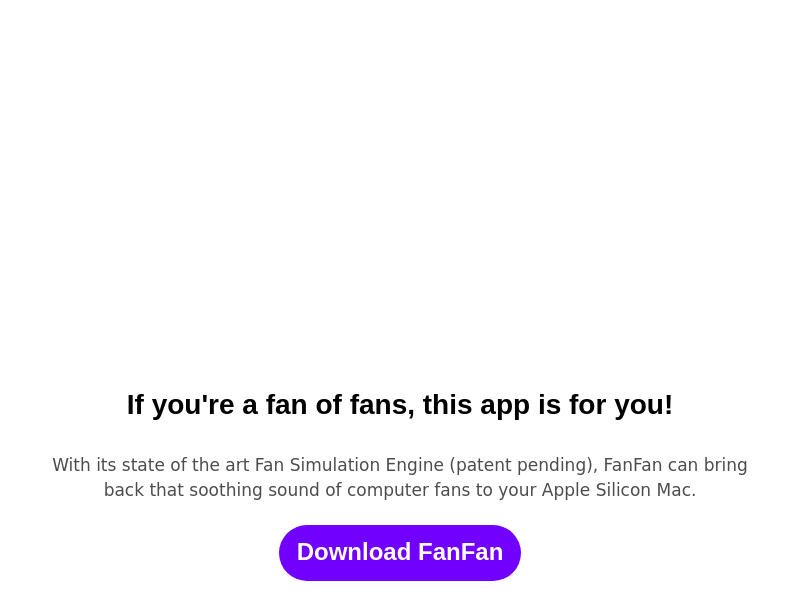 If you're a fan of fans, this app is for you!
With its state of the art Fan Simulation Engine (patent pending), FanFan can bring
back that soothing sound of computer fans to your Apple Silicon Mac.
Download FanFan